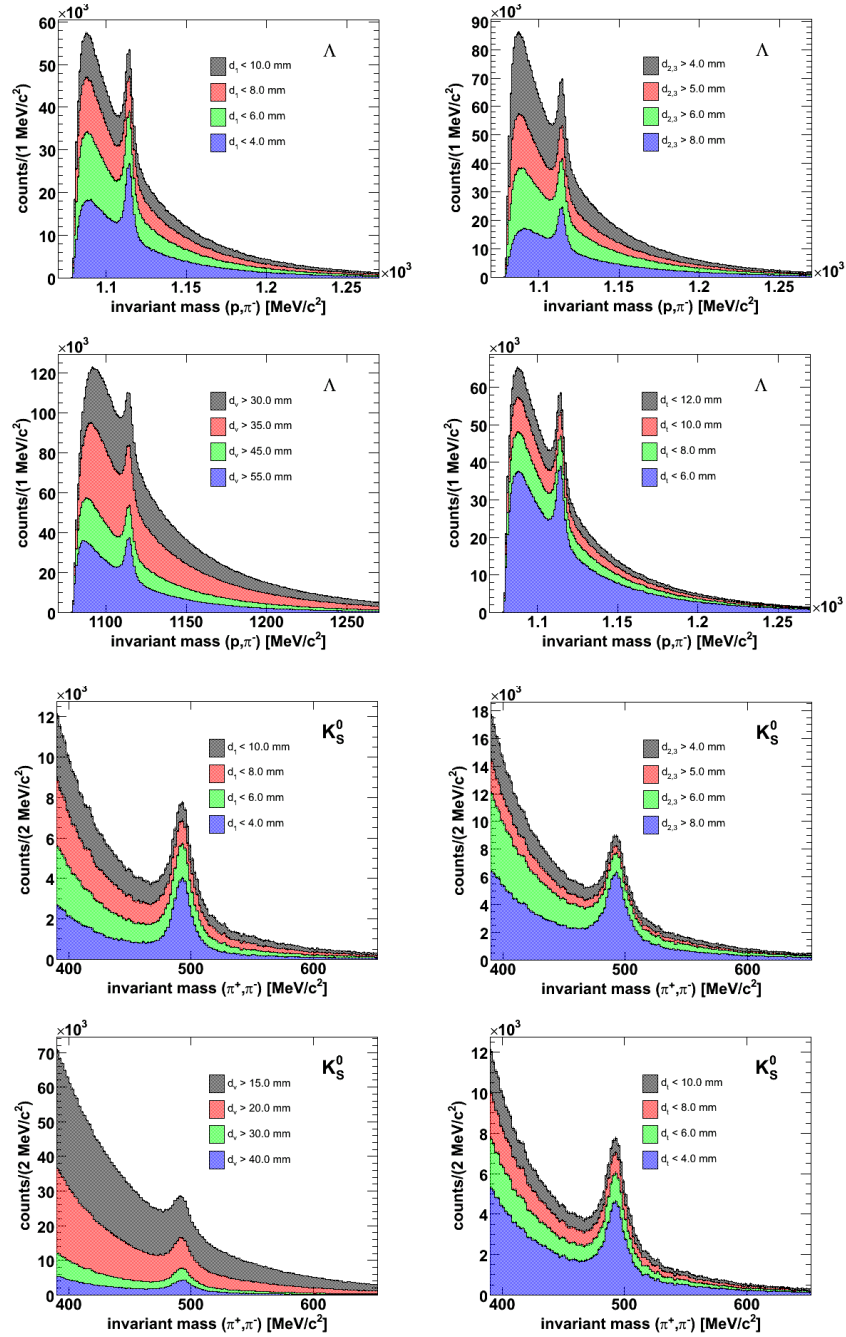 ×10³
60
50
40
30
20
10
0
counts/(1 MeV/c²)
Λ
d₁ < 10.0 mm
d₁ < 8.0 mm
d₁ < 6.0 mm
d₁ < 4.0 mm
1.1 1.15 1.2 1.25
×10³
invariant mass (p,π⁻) [MeV/c²]
×10³
90
80
70
60
50
40
30
20
10
0
counts/(1 MeV/c²)
Λ
d₂,₃ > 4.0 mm
d₂,₃ > 5.0 mm
d₂,₃ > 6.0 mm
d₂,₃ > 8.0 mm
1.1 1.15 1.2 1.25
×10³
invariant mass (p,π⁻) [MeV/c²]
×10³
120
100
80
60
40
20
0
counts/(1 MeV/c²)
Λ
dᵥ > 30.0 mm
dᵥ > 35.0 mm
dᵥ > 45.0 mm
dᵥ > 55.0 mm
1100 1150 1200 1250
invariant mass (p,π⁻) [MeV/c²]
×10³
60
50
40
30
20
10
0
counts/(1 MeV/c²)
Λ
dₜ < 12.0 mm
dₜ < 10.0 mm
dₜ < 8.0 mm
dₜ < 6.0 mm
1.1 1.15 1.2 1.25
×10³
invariant mass (p,π⁻) [MeV/c²]
×10³
12
10
8
6
4
2
0
counts/(2 MeV/c²)
K⁰S
d₁ < 10.0 mm
d₁ < 8.0 mm
d₁ < 6.0 mm
d₁ < 4.0 mm
400 500 600
invariant mass (π⁺,π⁻) [MeV/c²]
×10³
18
16
14
12
10
8
6
4
2
0
counts/(2 MeV/c²)
K⁰S
d₂,₃ > 4.0 mm
d₂,₃ > 5.0 mm
d₂,₃ > 6.0 mm
d₂,₃ > 8.0 mm
400 500 600
invariant mass (π⁺,π⁻) [MeV/c²]
×10³
70
60
50
40
30
20
10
0
counts/(2 MeV/c²)
K⁰S
dᵥ > 15.0 mm
dᵥ > 20.0 mm
dᵥ > 30.0 mm
dᵥ > 40.0 mm
400 500 600
invariant mass (π⁺,π⁻) [MeV/c²]
×10³
12
10
8
6
4
2
0
counts/(2 MeV/c²)
K⁰S
dₜ < 10.0 mm
dₜ < 8.0 mm
dₜ < 6.0 mm
dₜ < 4.0 mm
400 500 600
invariant mass (π⁺,π⁻) [MeV/c²]